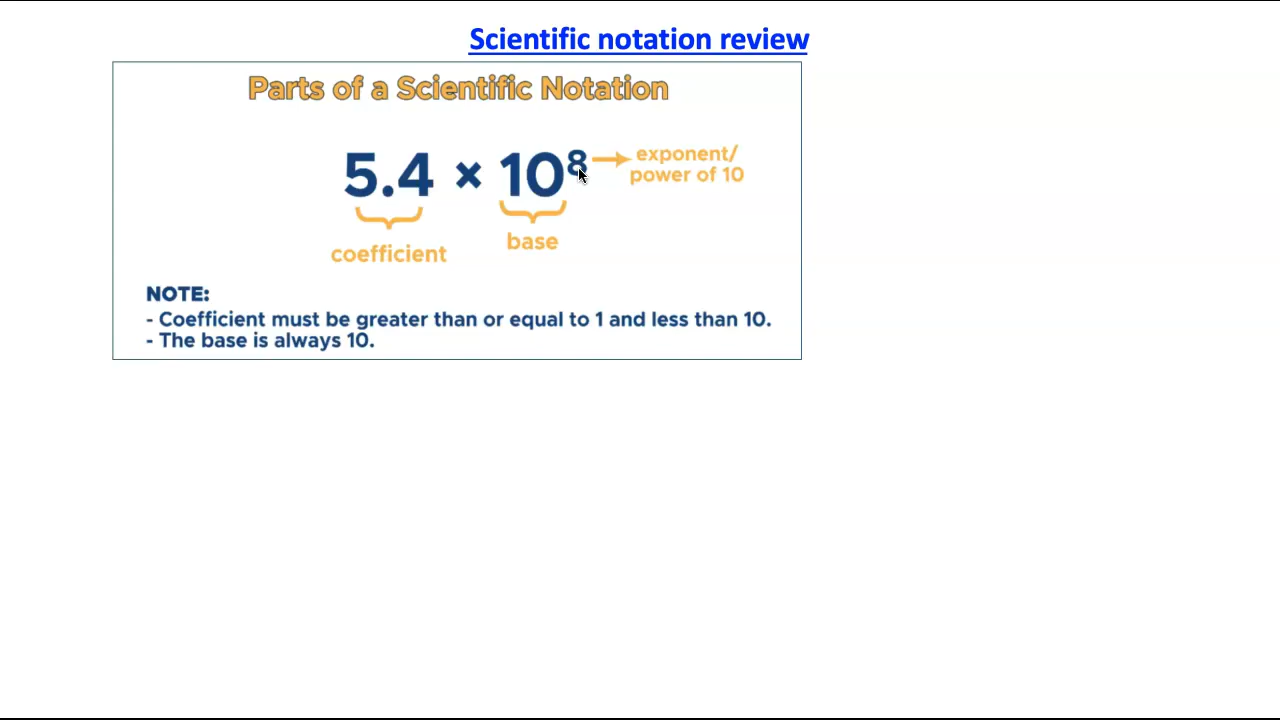 Scientific notation review
Parts of a Scientific Notation
5.4 × 10⁸
exponent/
power of 10
coefficient
base
NOTE:
- Coefficient must be greater than or equal to 1 and less than 10.
- The base is always 10.